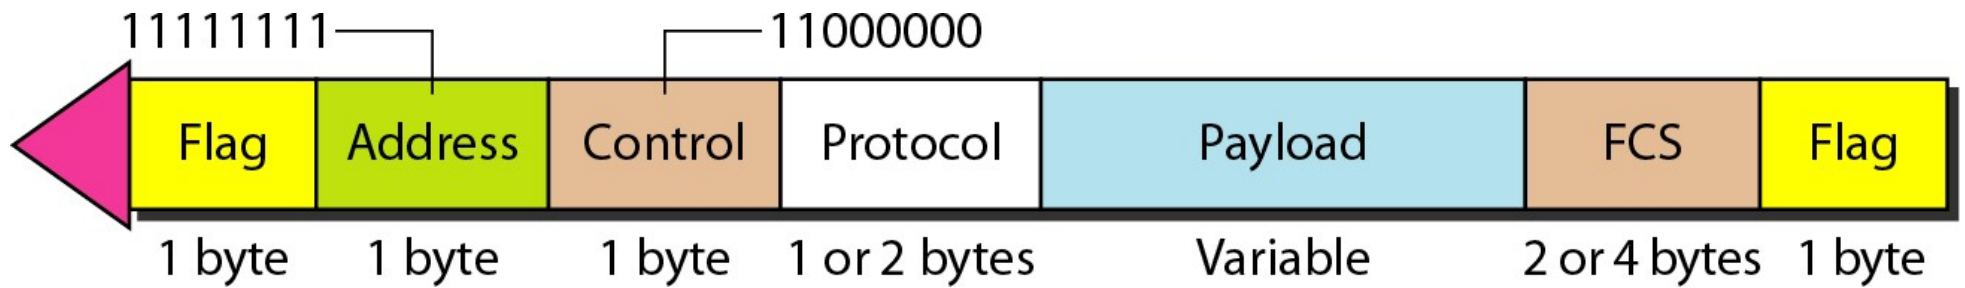 11111111 11000000
Flag Address Control Protocol Payload FCS Flag
1 byte 1 byte 1 byte 1 or 2 bytes Variable 2 or 4 bytes 1 byte